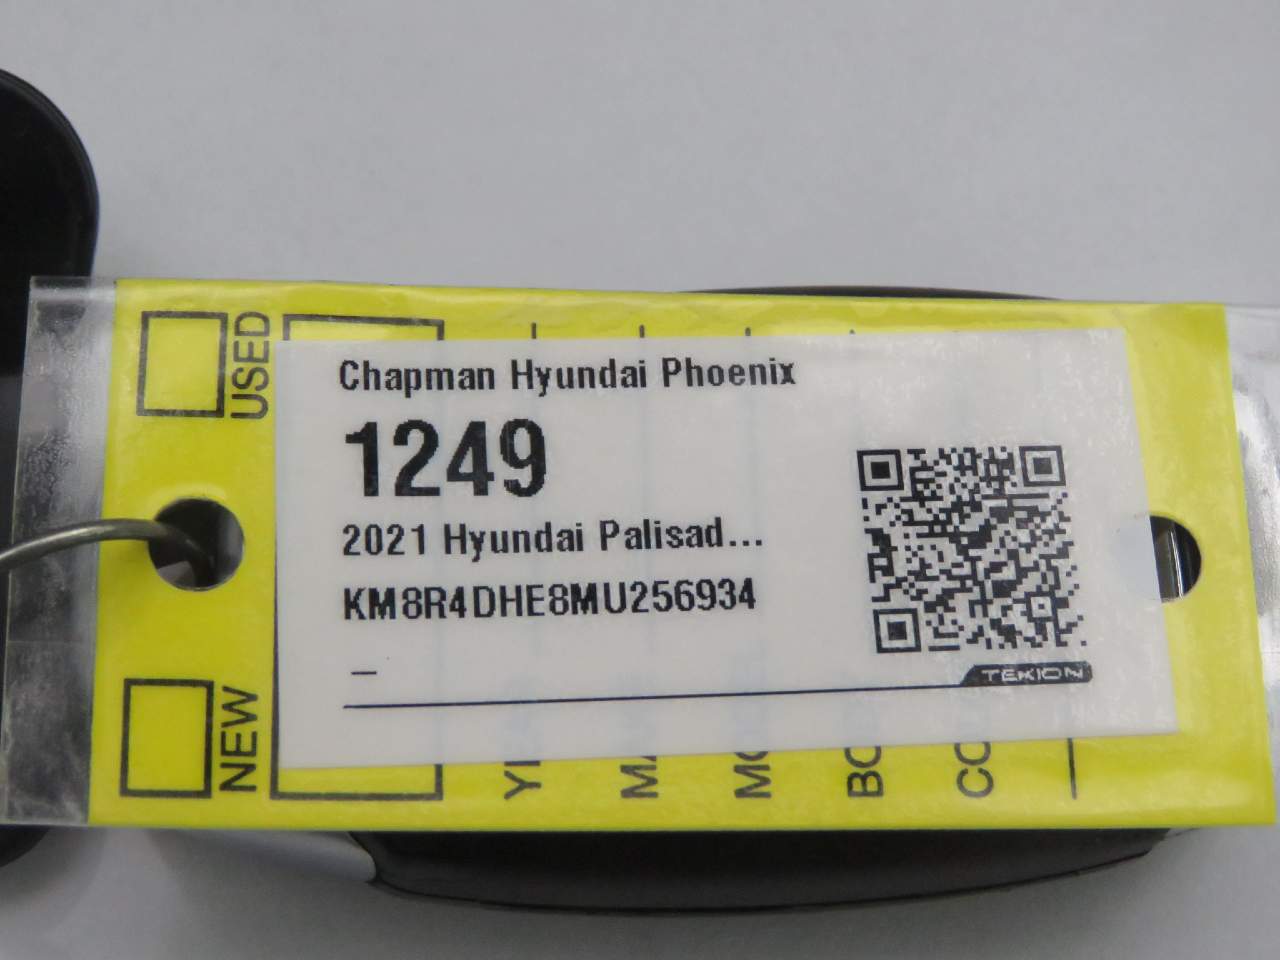 USED
Chapman Hyundai Phoenix
1249
2021 Hyundai Palisad...
KM8R4DHE8MU256934
–
TEKION
NEW